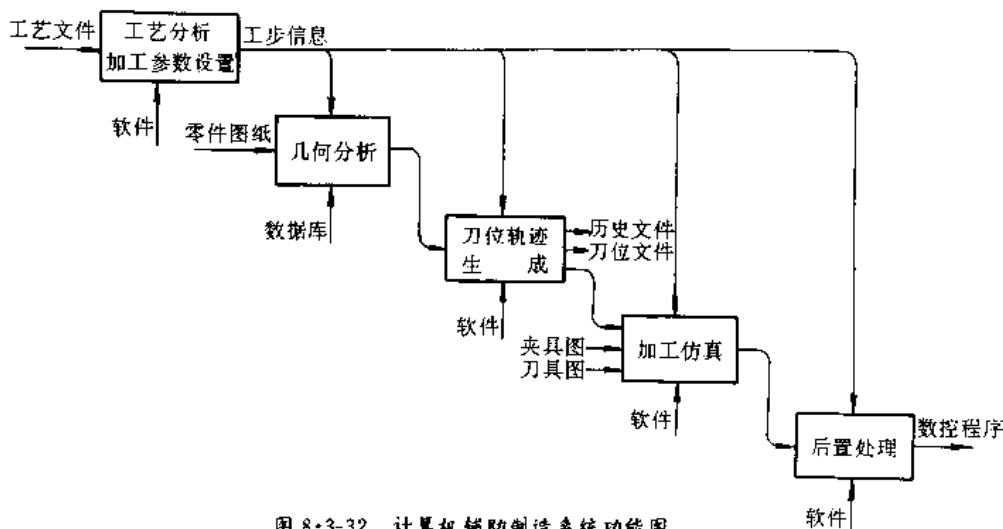 工艺文件
工艺分析
加工参数设置
工步信息
软件
零件图纸
几何分析
数据库
刀位轨迹
生 成
历史文件
刀位文件
软件
夹具图
刀具图
加工仿真
软件
后置处理
数控程序
软件
图 8·3-32 计算机辅助制造系统功能图